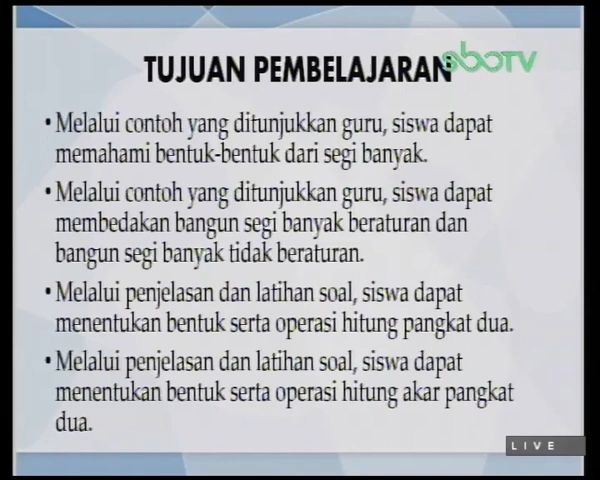 sboTV
TUJUAN PEMBELAJARAN
• Melalui contoh yang ditunjukkan guru, siswa dapat
memahami bentuk-bentuk dari segi banyak.
• Melalui contoh yang ditunjukkan guru, siswa dapat
membedakan bangun segi banyak beraturan dan
bangun segi banyak tidak beraturan.
• Melalui penjelasan dan latihan soal, siswa dapat
menentukan bentuk serta operasi hitung pangkat dua.
• Melalui penjelasan dan latihan soal, siswa dapat
menentukan bentuk serta operasi hitung akar pangkat
dua.
LIVE